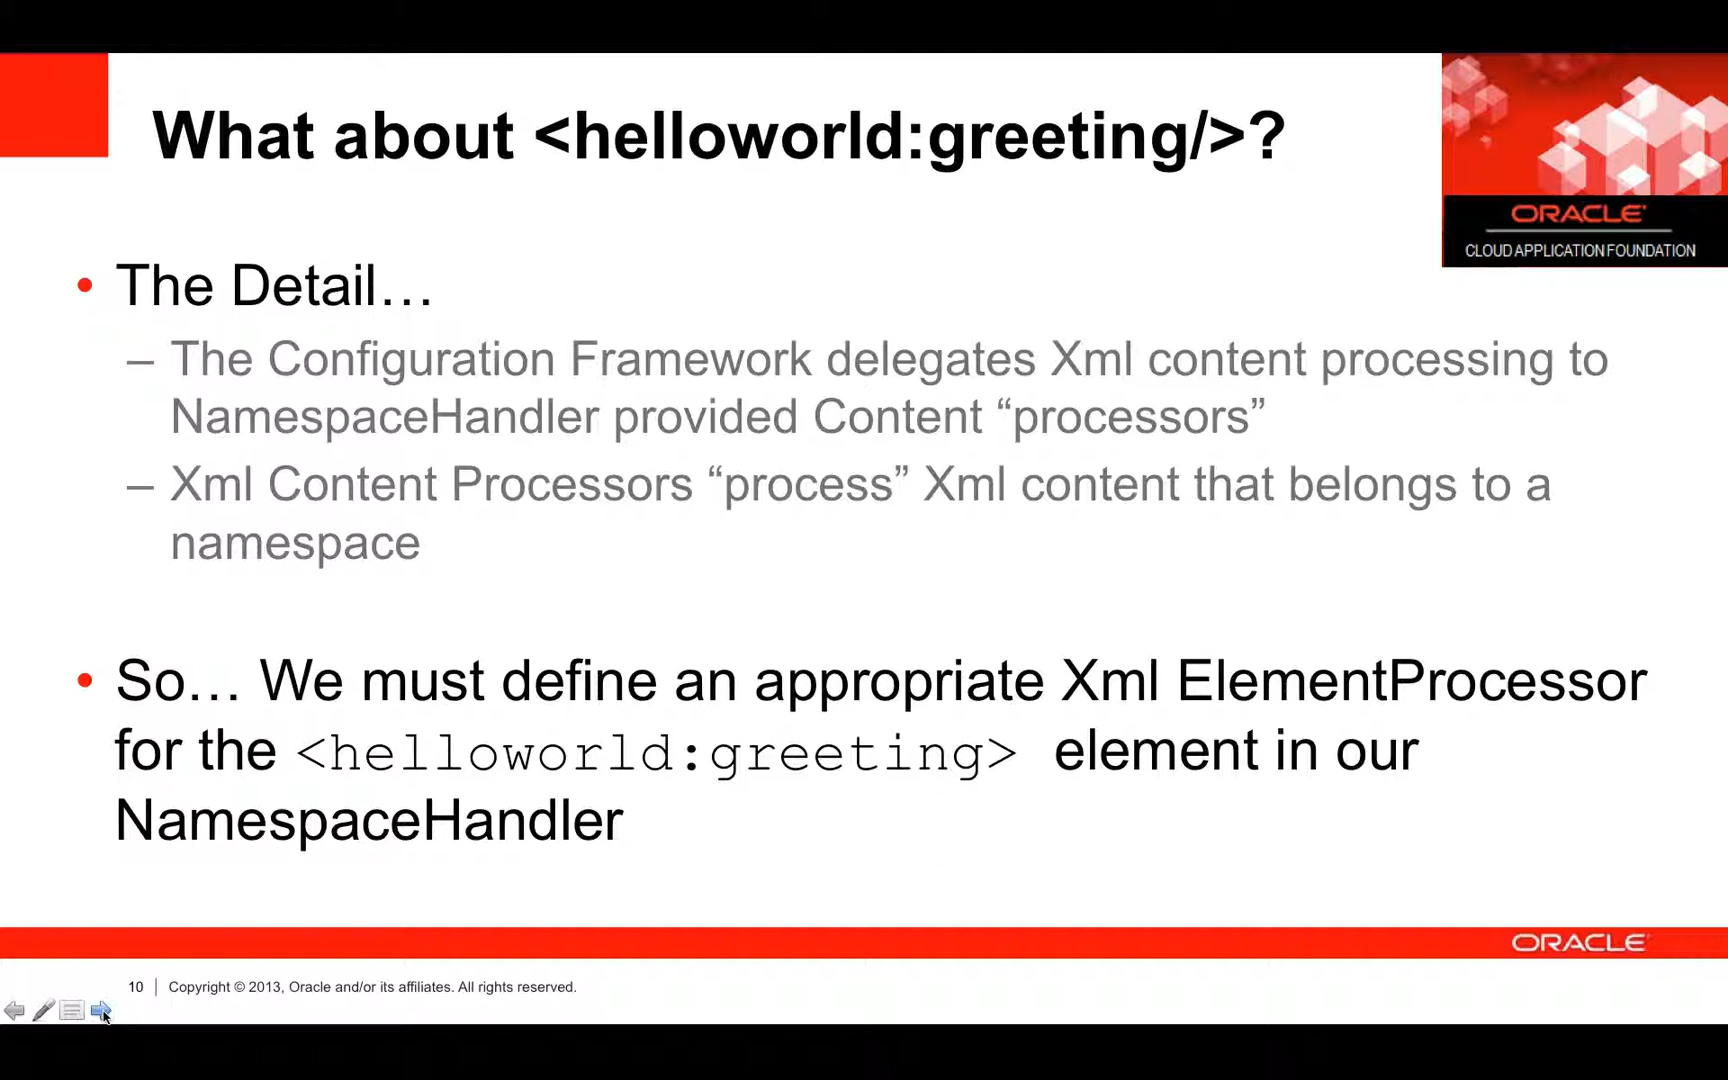 What about <helloworld:greeting/>?
ORACLE
CLOUD APPLICATION FOUNDATION
• The Detail…
– The Configuration Framework delegates Xml content processing to
NamespaceHandler provided Content “processors”
– Xml Content Processors “process” Xml content that belongs to a
namespace
• So… We must define an appropriate Xml ElementProcessor
for the <helloworld:greeting> element in our
NamespaceHandler
ORACLE
10 | Copyright © 2013, Oracle and/or its affiliates. All rights reserved.